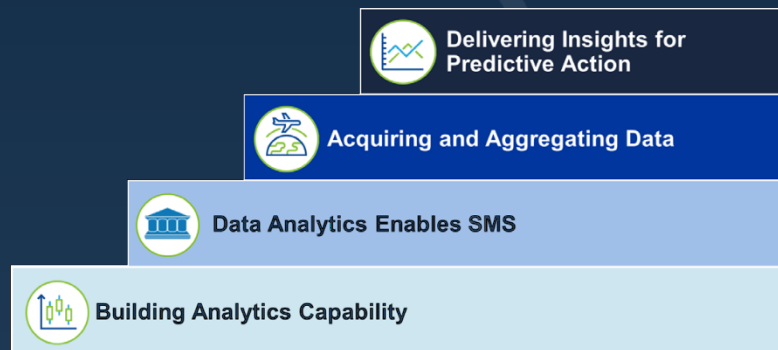 Delivering Insights for
Predictive Action
Acquiring and Aggregating Data
Data Analytics Enables SMS
Building Analytics Capability